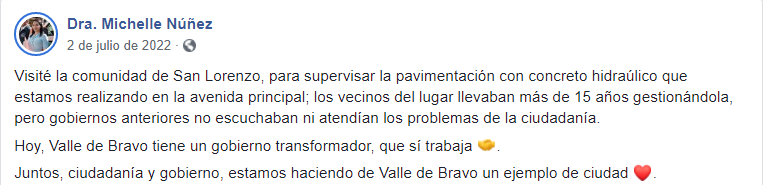 Dra. Michelle Núñez
2 de julio de 2022 ·
Visité la comunidad de San Lorenzo, para supervisar la pavimentación con concreto hidraúlico que
estamos realizando en la avenida principal; los vecinos del lugar llevaban más de 15 años gestionándola,
pero gobiernos anteriores no escuchaban ni atendían los problemas de la ciudadanía.
Hoy, Valle de Bravo tiene un gobierno transformador, que sí trabaja 🤝.
Juntos, ciudadanía y gobierno, estamos haciendo de Valle de Bravo un ejemplo de ciudad ❤️.